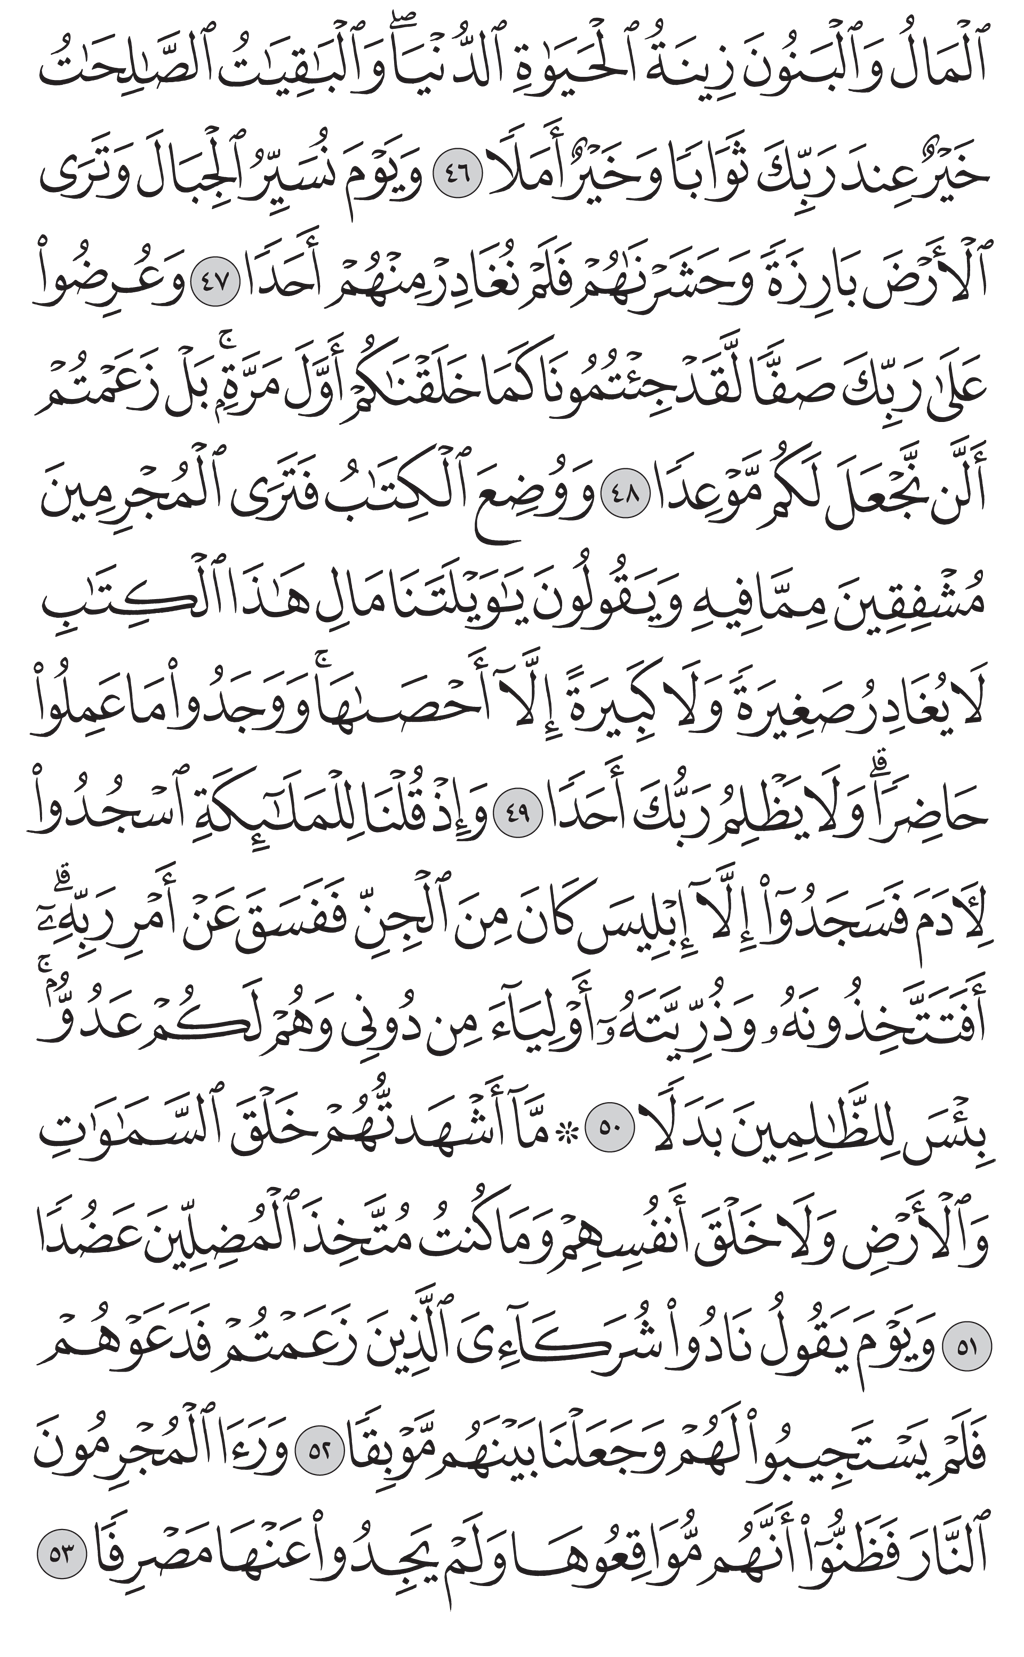 ٱلْمَالُ وَٱلْبَنُونَ زِينَةُ ٱلْحَيَوٰةِ ٱلدُّنْيَاۖ وَٱلْبَٰقِيَٰتُ ٱلصَّٰلِحَٰتُ
خَيْرٌ عِندَ رَبِّكَ ثَوَابًا وَخَيْرٌ أَمَلًا ٤٦ وَيَوْمَ نُسَيِّرُ ٱلْجِبَالَ وَتَرَى
ٱلْأَرْضَ بَارِزَةً وَحَشَرْنَٰهُمْ فَلَمْ نُغَادِرْ مِنْهُمْ أَحَدًا ٤٧ وَعُرِضُوا۟
عَلَىٰ رَبِّكَ صَفًّا لَّقَدْ جِئْتُمُونَا كَمَا خَلَقْنَٰكُمْ أَوَّلَ مَرَّةٍۭۚ بَلْ زَعَمْتُمْ
أَلَّن نَّجْعَلَ لَكُم مَّوْعِدًا ٤٨ وَوُضِعَ ٱلْكِتَٰبُ فَتَرَى ٱلْمُجْرِمِينَ
مُشْفِقِينَ مِمَّا فِيهِ وَيَقُولُونَ يَٰوَيْلَتَنَا مَالِ هَٰذَا ٱلْكِتَٰبِ
لَا يُغَادِرُ صَغِيرَةً وَلَا كَبِيرَةً إِلَّآ أَحْصَىٰهَاۚ وَوَجَدُوا۟ مَا عَمِلُوا۟
حَاضِرًاۗ وَلَا يَظْلِمُ رَبُّكَ أَحَدًا ٤٩ وَإِذْ قُلْنَا لِلْمَلَٰٓئِكَةِ ٱسْجُدُوا۟
لِـَٔادَمَ فَسَجَدُوٓا۟ إِلَّآ إِبْلِيسَ كَانَ مِنَ ٱلْجِنِّ فَفَسَقَ عَنْ أَمْرِ رَبِّهِۦٓۗ
أَفَتَتَّخِذُونَهُۥ وَذُرِّيَّتَهُۥٓ أَوْلِيَآءَ مِن دُونِى وَهُمْ لَكُمْ عَدُوٌّۢۚ
بِئْسَ لِلظَّٰلِمِينَ بَدَلًا ٥٠ ۞ مَّآ أَشْهَدتُّهُمْ خَلْقَ ٱلسَّمَٰوَٰتِ
وَٱلْأَرْضِ وَلَا خَلْقَ أَنفُسِهِمْ وَمَا كُنتُ مُتَّخِذَ ٱلْمُضِلِّينَ عَضُدًا
٥١ وَيَوْمَ يَقُولُ نَادُوا۟ شُرَكَآءِىَ ٱلَّذِينَ زَعَمْتُمْ فَدَعَوْهُمْ
فَلَمْ يَسْتَجِيبُوا۟ لَهُمْ وَجَعَلْنَا بَيْنَهُم مَّوْبِقًا ٥٢ وَرَءَا ٱلْمُجْرِمُونَ
ٱلنَّارَ فَظَنُّوٓا۟ أَنَّهُم مُّوَاقِعُوهَا وَلَمْ يَجِدُوا۟ عَنْهَا مَصْرِفًا ٥٣